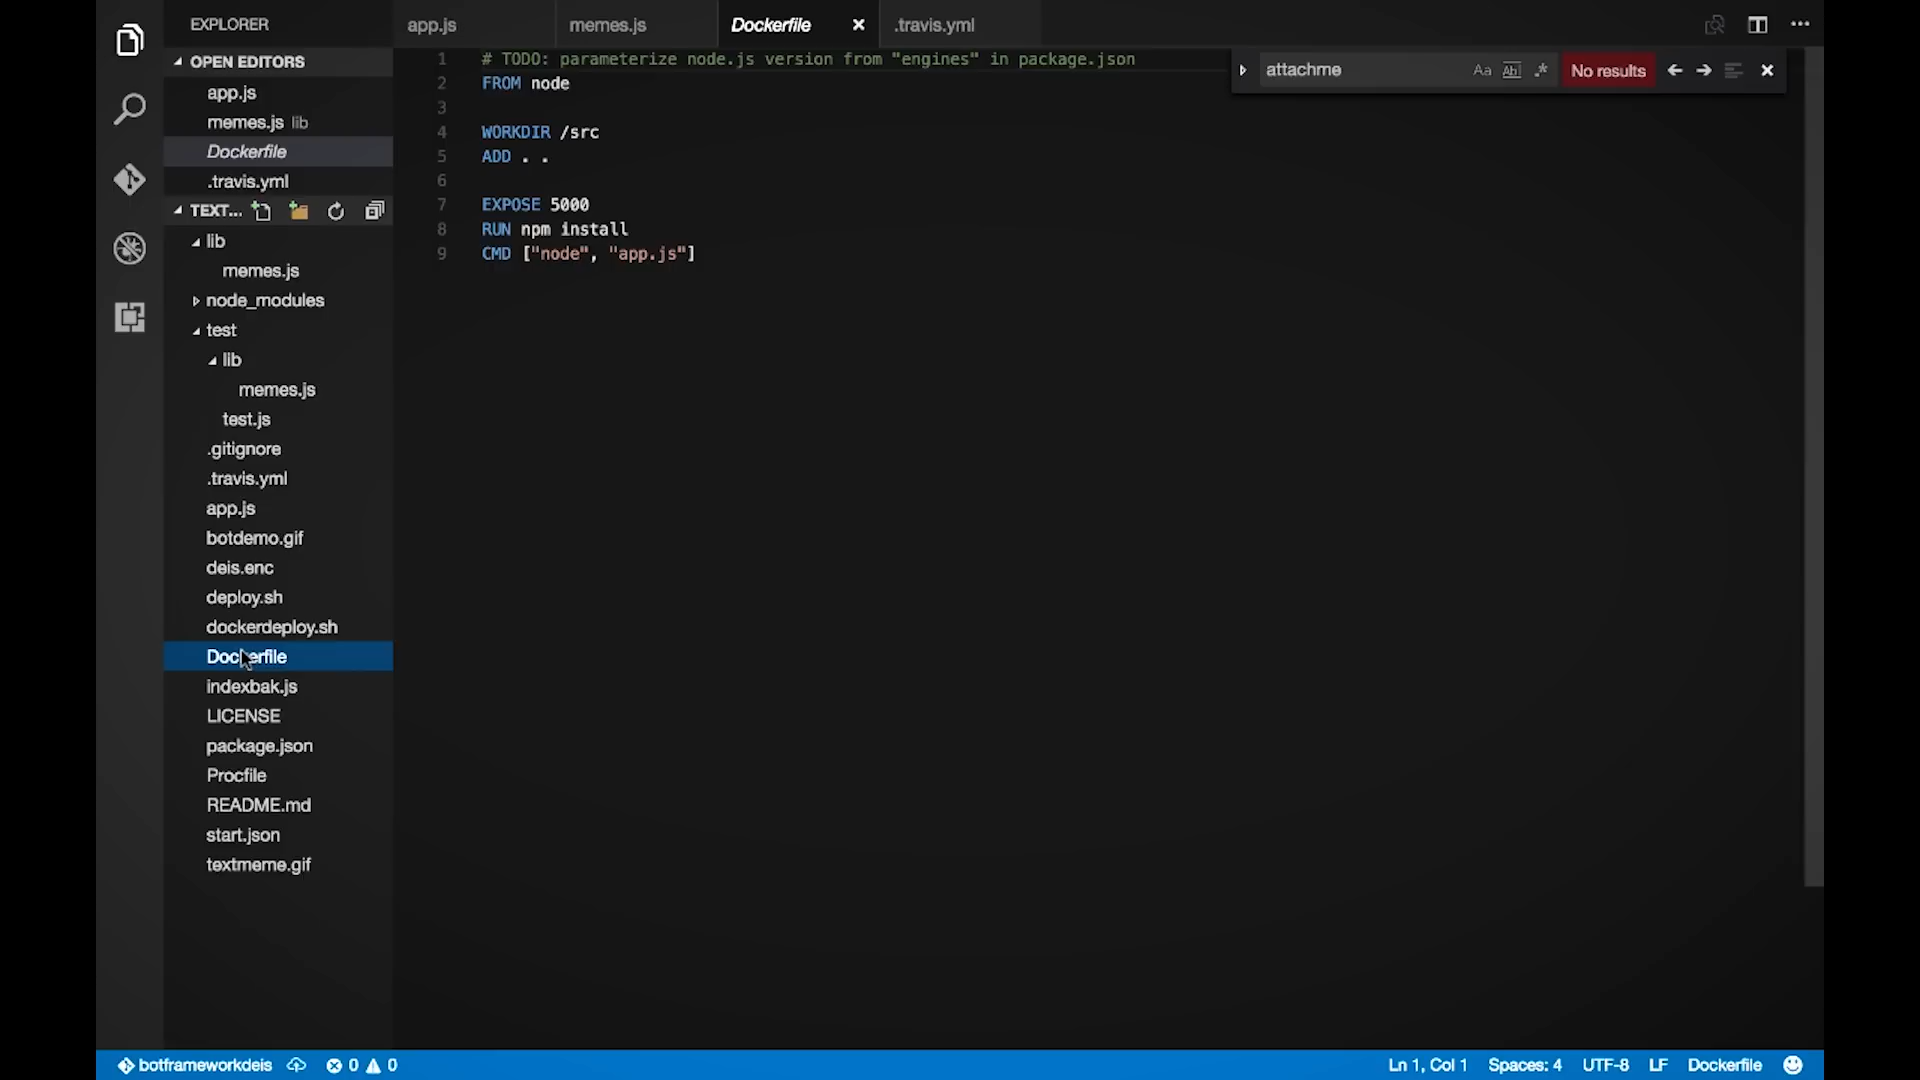 EXPLORER
OPEN EDITORS
app.js
memes.js lib
Dockerfile
.travis.yml
TEXT...
lib
memes.js
node_modules
test
lib
memes.js
test.js
.gitignore
.travis.yml
app.js
botdemo.gif
deis.enc
deploy.sh
dockerdeploy.sh
Dockerfile
indexbak.js
LICENSE
package.json
Procfile
README.md
start.json
textmeme.gif
app.js memes.js Dockerfile .travis.yml
1 # TODO: parameterize node.js version from "engines" in package.json
2 FROM node
3
4 WORKDIR /src
5 ADD . .
6
7 EXPOSE 5000
8 RUN npm install
9 CMD ["node", "app.js"]
attachme Aa Abl .* No results
botframeworkdeis 0 0 Ln 1, Col 1 Spaces: 4 UTF-8 LF Dockerfile